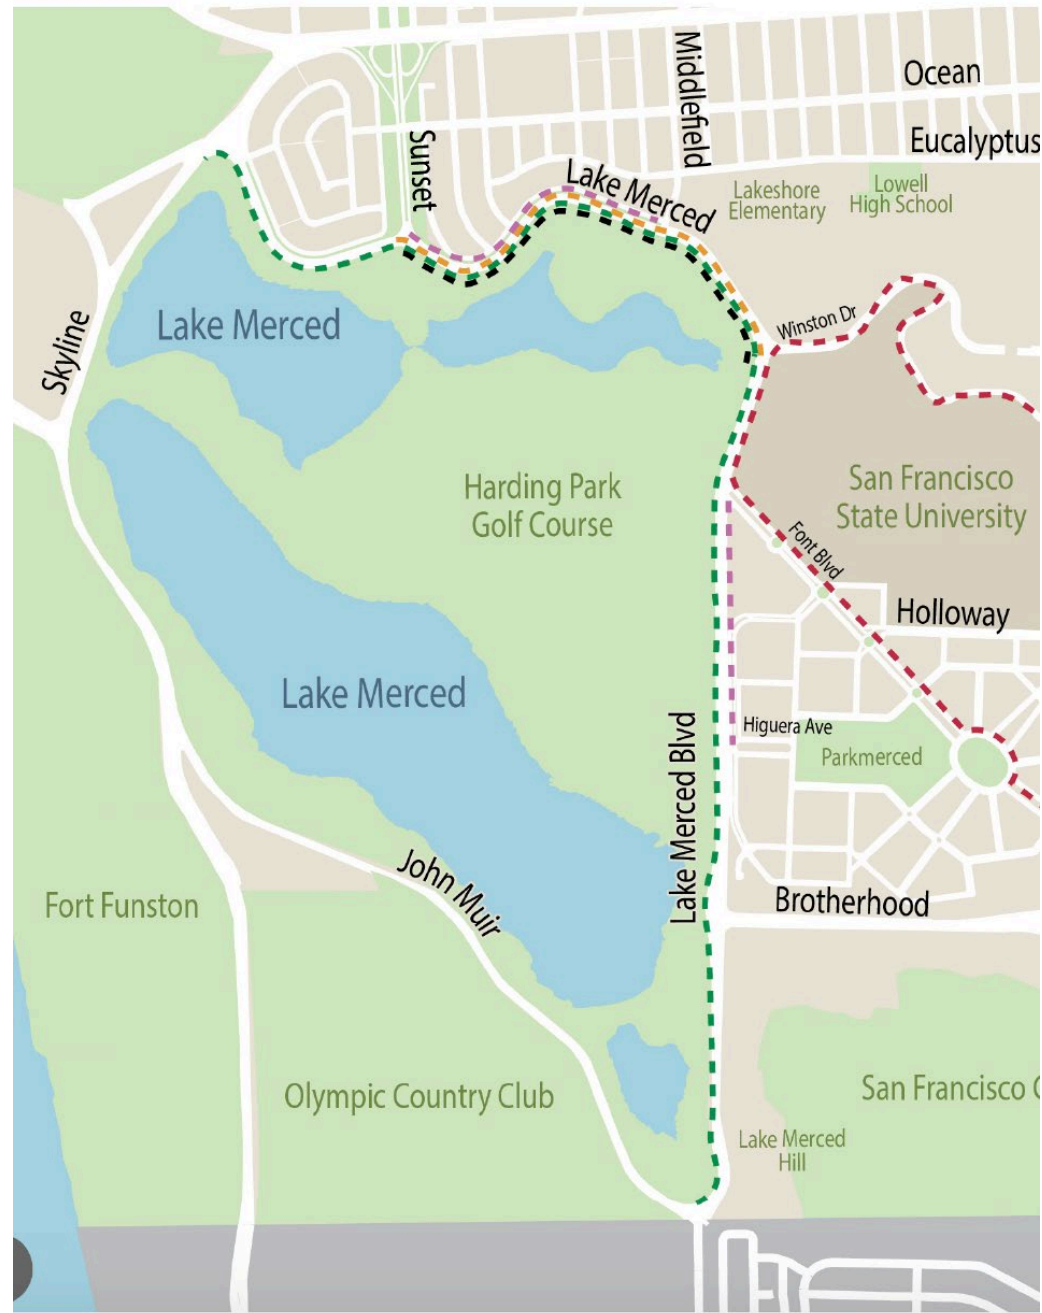 Ocean
Middlefield
Eucalyptus
Sunset
Lake Merced
Lakeshore
Elementary
Lowell
High School
Lake Merced
Winston Dr
Skyline
Harding Park
Golf Course
San Francisco
State University
Font Blvd
Holloway
Lake Merced
Higuera Ave
Parkmerced
Lake Merced Blvd
John Muir
Brotherhood
Fort Funston
Olympic Country Club
San Francisco
Lake Merced
Hill